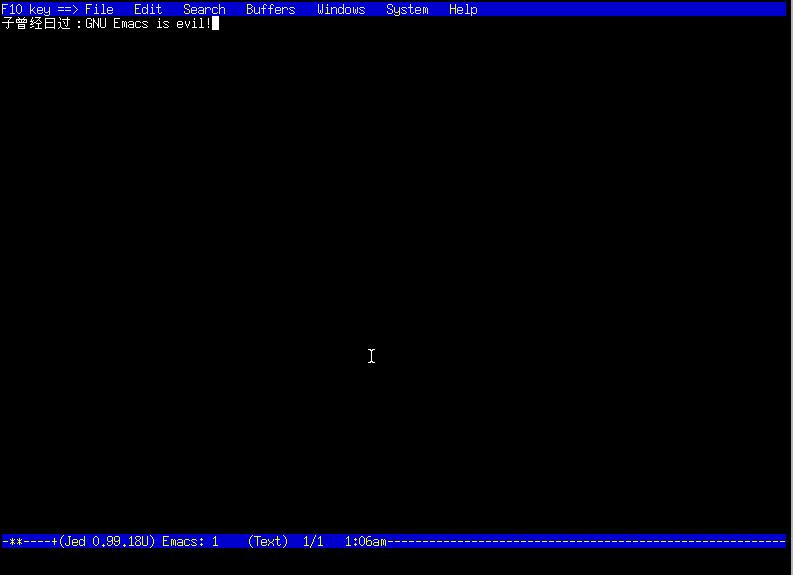 F10 key ==> File   Edit   Search   Buffers   Windows   System   Help
子曾经曰过：GNU Emacs is evil!
-**----+(Jed 0.99.18U) Emacs: 1    (Text)  1/1   1:06am---------------------------------------------------------